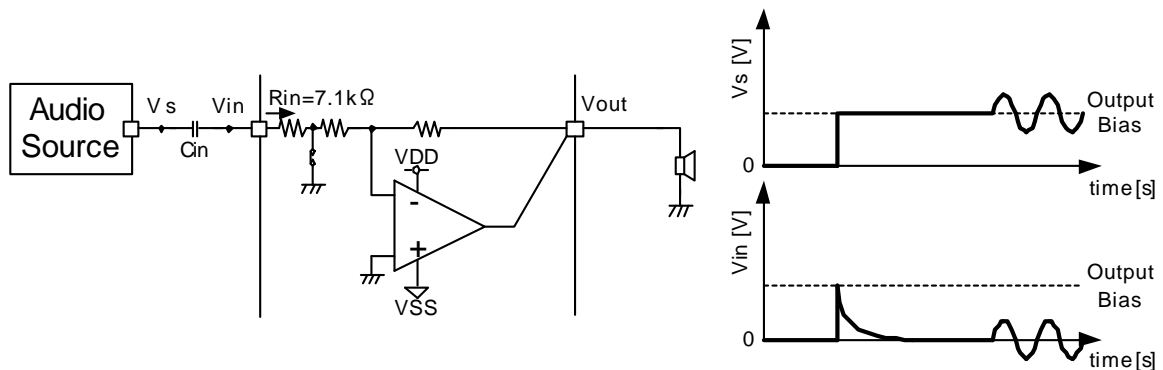 Audio
Source
Vs
Vin
Cin
Rin=7.1kΩ
VDD
-
+
VSS
Vout
Vs [V]
0
Output
Bias
time[s]
Vin [V]
0
Output
Bias
time[s]